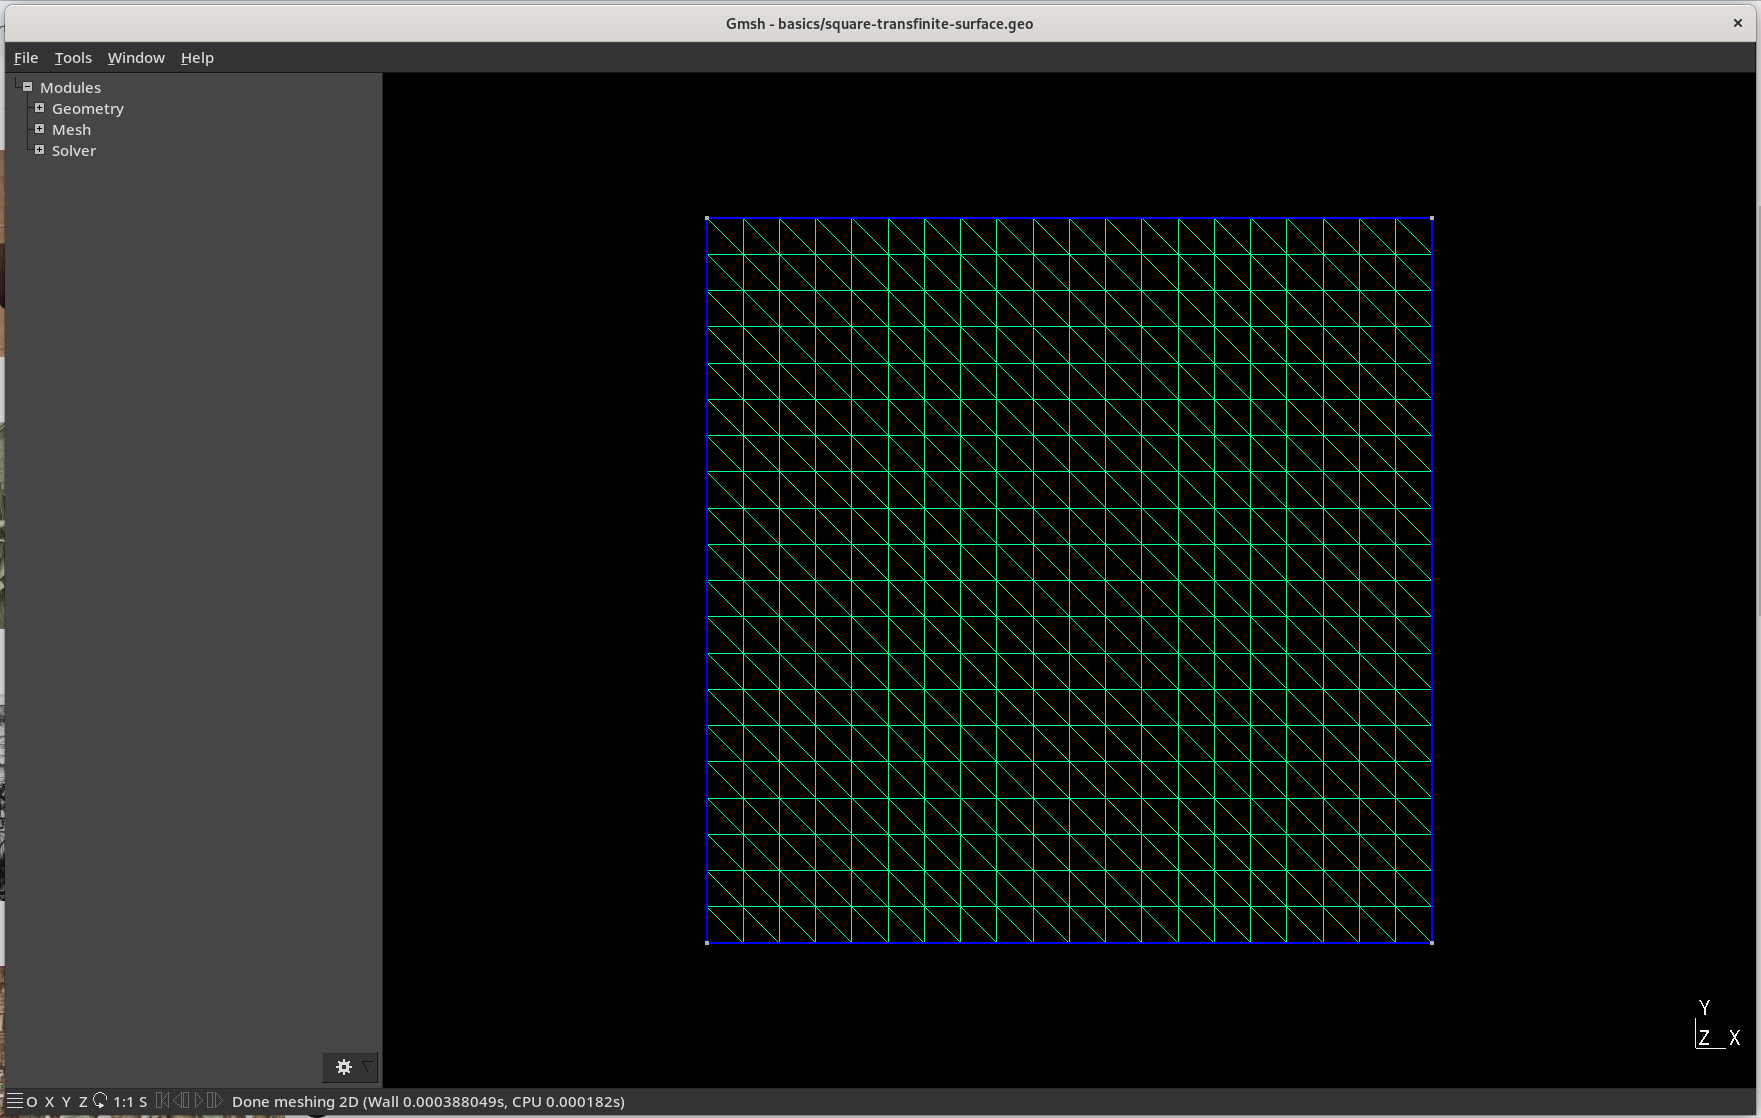 Gmsh - basics/square-transfinite-surface.geo
File Tools Window Help
Modules
Geometry
Mesh
Solver
Y
Z X
O X Y Z 1:1 S Done meshing 2D (Wall 0.000388049s, CPU 0.000182s)